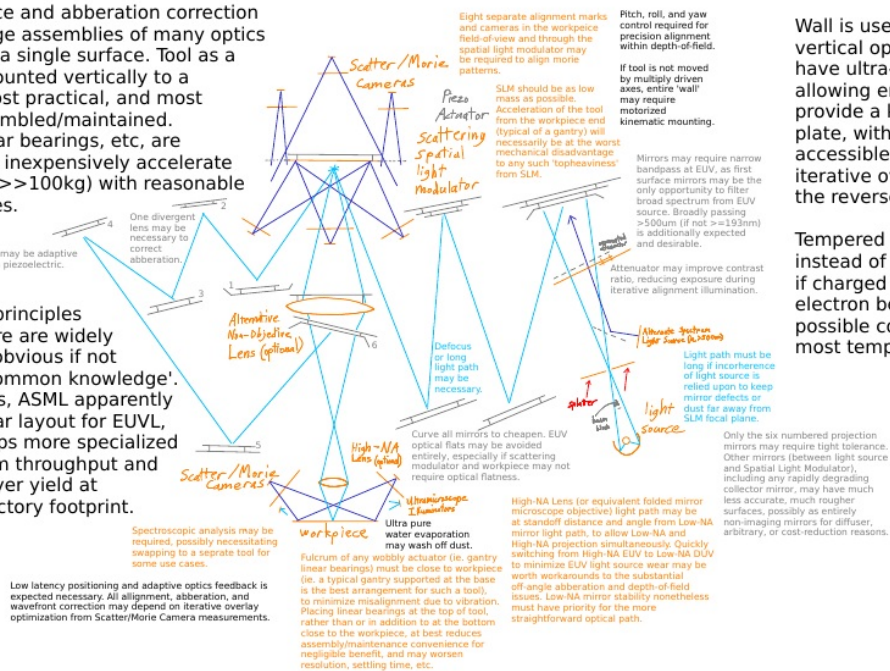 ce and abberation correction
ge assemblies of many optics
a single surface. Tool as a
ounted vertically to a
ost practical, and most
mbled/maintained.
ar bearings, etc, are
inexpensively accelerate
(>>100kg) with reasonable
es.
Eight separate alignment marks
and cameras in the workpeice
field-of-view and through the
spatial light modulator may
be required to align morie
patterns.
Pitch, roll, and yaw
control required for
precision alignment
within depth-of-field.
If tool is not moved
by multiply driven
axes, entire 'wall'
may require
motorized
kinematic mounting.
Wall is use
vertical op
have ultra-
allowing er
provide a b
plate, with
accessible
iterative ov
the reverse
Tempered
instead of
if charged
electron be
possible co
most temp
Scatter/Morie
Cameras
Piezo
Actuator
Scattering
spatial
light
modulator
SLM should be as low
mass as possible.
Acceleration of the tool
from the workpiece end
(typical of a gantry) will
necessarily be at the worst
mechanical disadvantage
to any such 'topheaviness'
from SLM.
Mirrors may require narrow
bandpass at EUV, as first
surface mirrors may be the
only opportunity to filter
broad spectrum from EUV
source. Broadly passing
>500um (if not >=193nm)
is additionally expected
and desirable.
Attenuator may improve contrast
ratio, reducing exposure during
iterative alignment illumination.
4
2
One divergent
lens may be
necessary to
correct
abberation.
may be adaptive
piezoelectric.
1
3
principles
re are widely
obvious if not
ommon knowledge'.
s, ASML apparently
ar layout for EUVL,
ps more specialized
m throughput and
ver yield at
ctory footprint.
Alternative
Non-Objective
Lens (optional)
6
Defocus
or long
light path
may be
necessary.
Alternate Spectrum
Light Source
Light path must be
long if incoherence
of light source is
relied upon to keep
mirror defects or
dust far away from
SLM focal plane.
splitter
beam
block
light
source
5
Scatter/Morie
Cameras
High-NA
Lens (optional)
Curve all mirrors to cheapen. EUV
optical flats may be avoided
entirely, especially if scattering
modulator and workpiece may not
require optical flatness.
Only the six numbered projection
mirrors may require tight tolerance.
Other mirrors (between light source
and Spatial Light Modulator),
including any rapidly degrading
collector mirror, may have much
less accurate, much rougher
surfaces, possibly as entirely
non-imaging mirrors for diffuser,
arbitrary, or cost-reduction reasons.
Ultramicroscope
Illuminators
workpiece
Ultra pure
water evaporation
may wash off dust.
Spectroscopic analysis may be
required, possibly necessitating
swapping to a seprate tool for
some use cases.
Low latency positioning and adaptive optics feedback is
expected necessary. All allignment, abberation, and
wavefront correction may depend on iterative overlay
optimization from Scatter/Morie Camera measurements.
Fulcrum of any wobbly actuator (ie. gantry
linear bearings) must be close to workpiece
(ie. a typical gantry supported at the base
is the best arrangement for such a tool),
to minimize misalignment due to vibration.
Placing linear bearings at the top of tool,
rather than or in addition to at the bottom
close to the workpiece, at best reduces
assembly/maintenance convenience for
negligible benefit, and may worsen
resolution, settling time, etc.
High-NA Lens (or equivalent folded mirror
microscope objective) light path may be
at standoff distance and angle from Low-NA
mirror light path, to allow Low-NA and
High-NA projection simultaneously. Quickly
switching from High-NA EUV to Low-NA DUV
to minimize EUV light source wear may be
worth workarounds to the substantial
off-angle abberation and depth-of-field
issues. Low-NA mirror stability nonetheless
must have priority for the more
straightforward optical path.